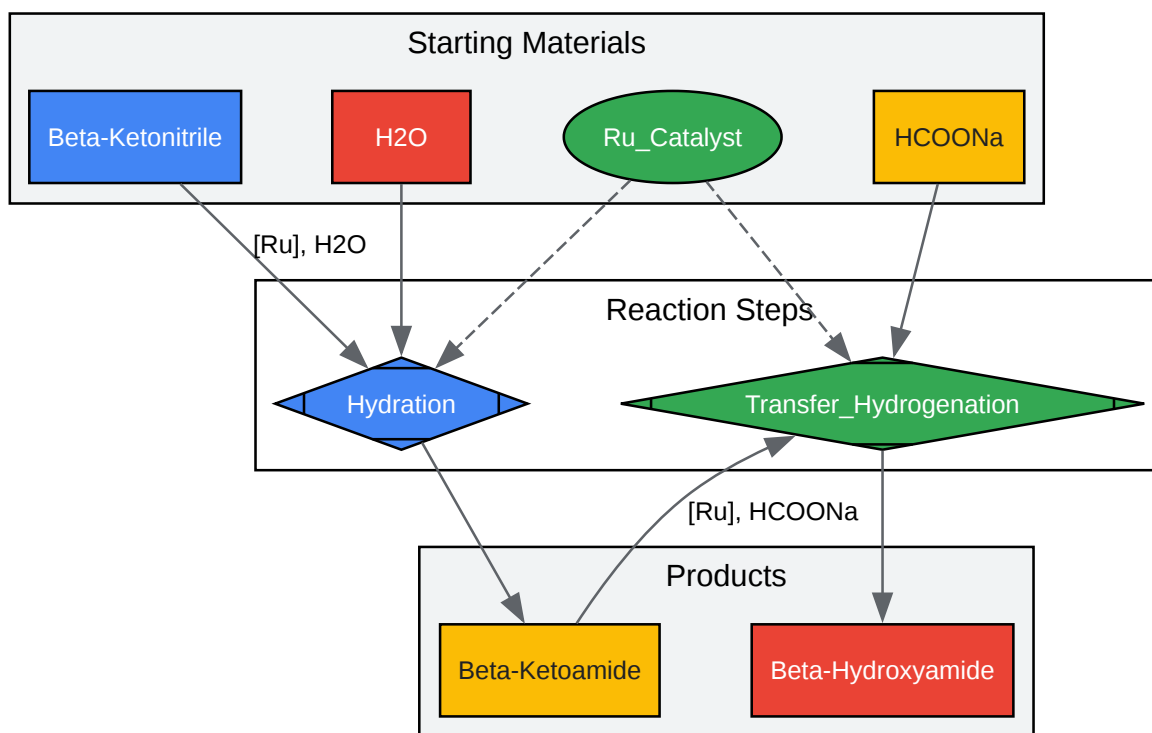 Starting Materials
Beta-Ketonitrile
H2O
Ru_Catalyst
HCOONa
[Ru], H2O
Reaction Steps
Hydration
Transfer_Hydrogenation
[Ru], HCOONa
Products
Beta-Ketoamide
Beta-Hydroxyamide